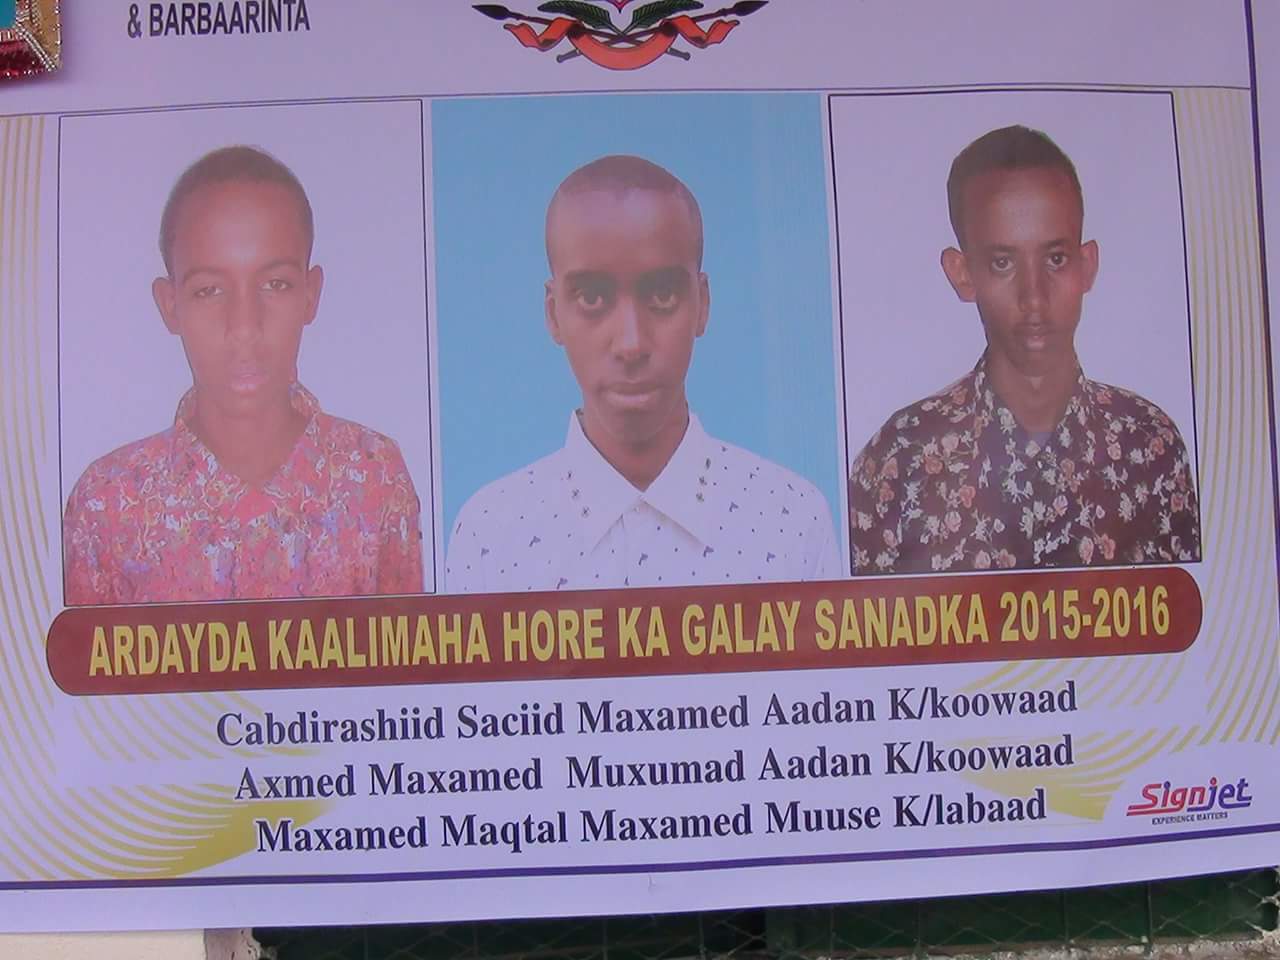 & BARBAARINTA
ARDAYDA KAALIMAHA HORE KA GALAY SANADKA 2015-2016
Cabdirashiid Saciid Maxamed Aadan K/koowaad
Axmed Maxamed Muxumad Aadan K/koowaad
Maxamed Maqtal Maxamed Muuse K/labaad
Signjet
EXPERIENCE MATTERS